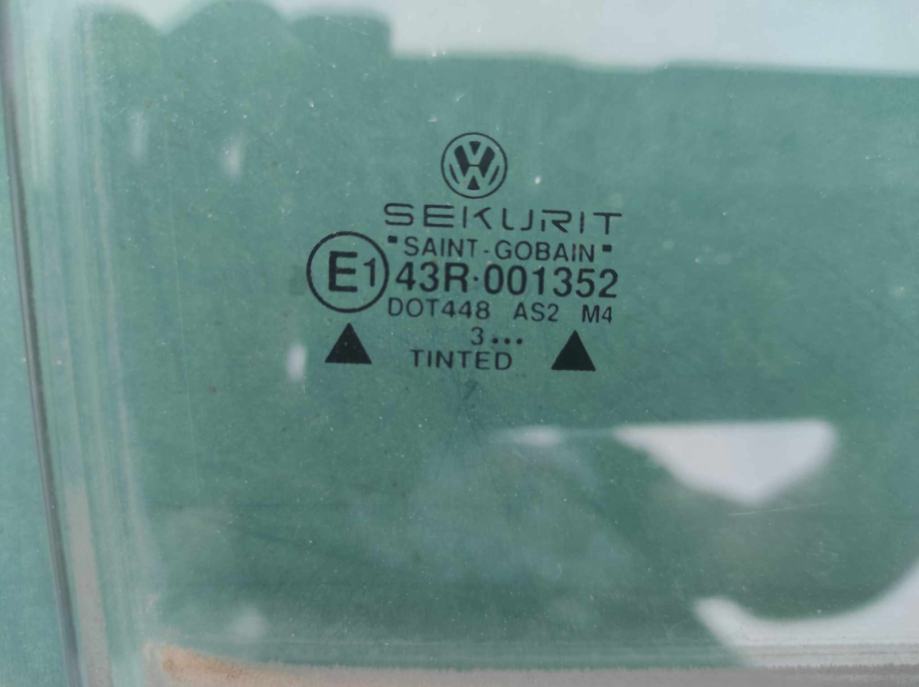 SEKURIT
"SAINT-GOBAIN"
E1 43R·001352
DOT448 AS2 M4
3...
TINTED